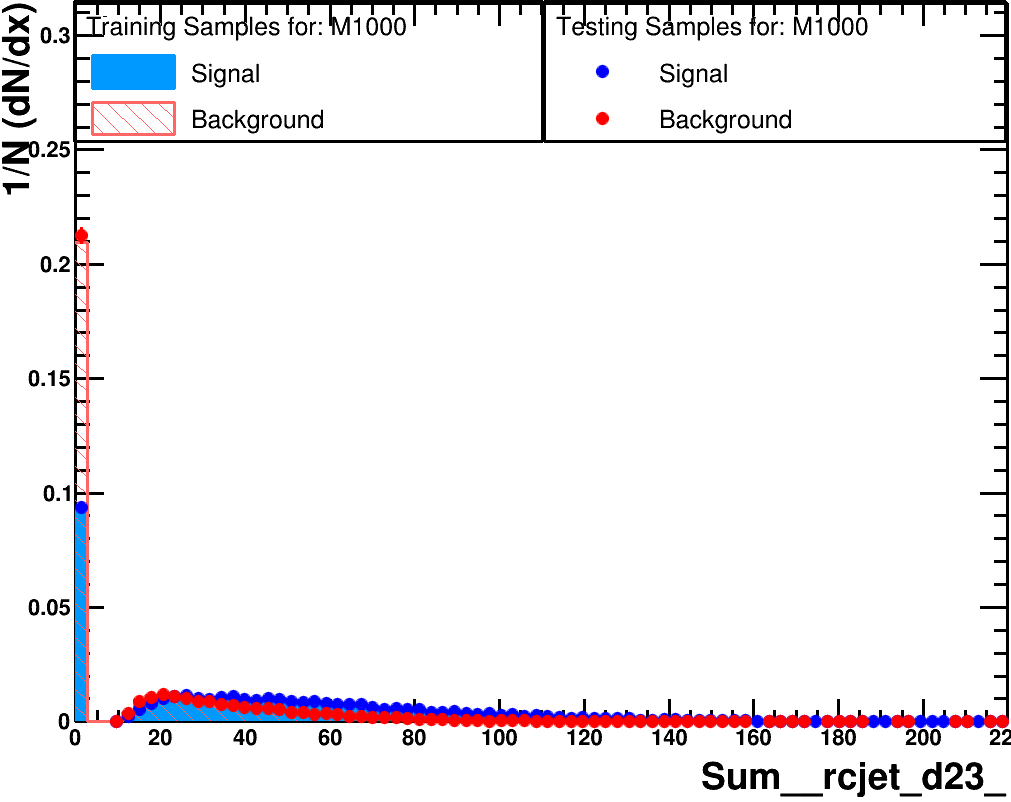 Training Samples for: M1000
Signal
Background
Testing Samples for: M1000
Signal
Background
1/N (dN/dx)
0.3
0.25
0.2
0.15
0.1
0.05
0
0 20 40 60 80 100 120 140 160 180 200 22
Sum__rcjet_d23_